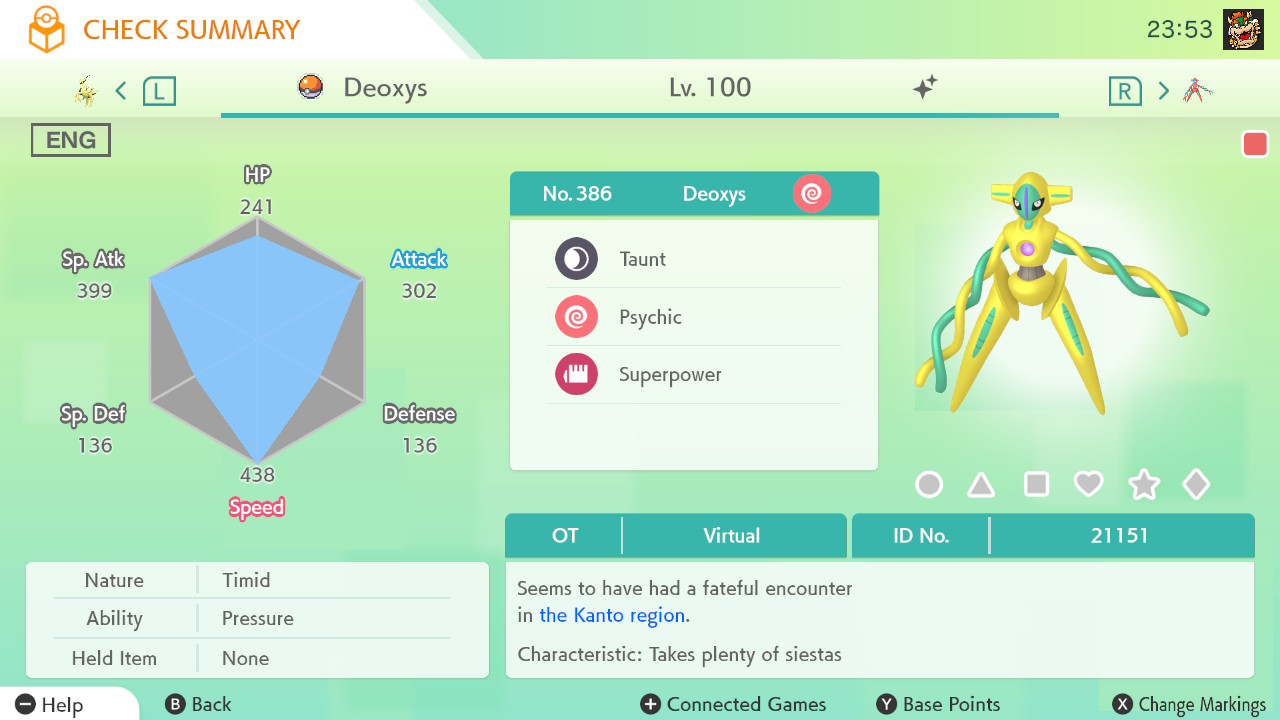 CHECK SUMMARY
23:53
L
Deoxys
Lv. 100
R
ENG
HP
241
Sp. Atk
399
Attack
302
Sp. Def
136
Defense
136
438
Speed
No. 386 Deoxys
Taunt
Psychic
Superpower
OT Virtual
ID No. 21151
Nature Timid
Ability Pressure
Held Item None
Seems to have had a fateful encounter
in the Kanto region.
Characteristic: Takes plenty of siestas
Help
B Back
Connected Games
Y Base Points
X Change Markings